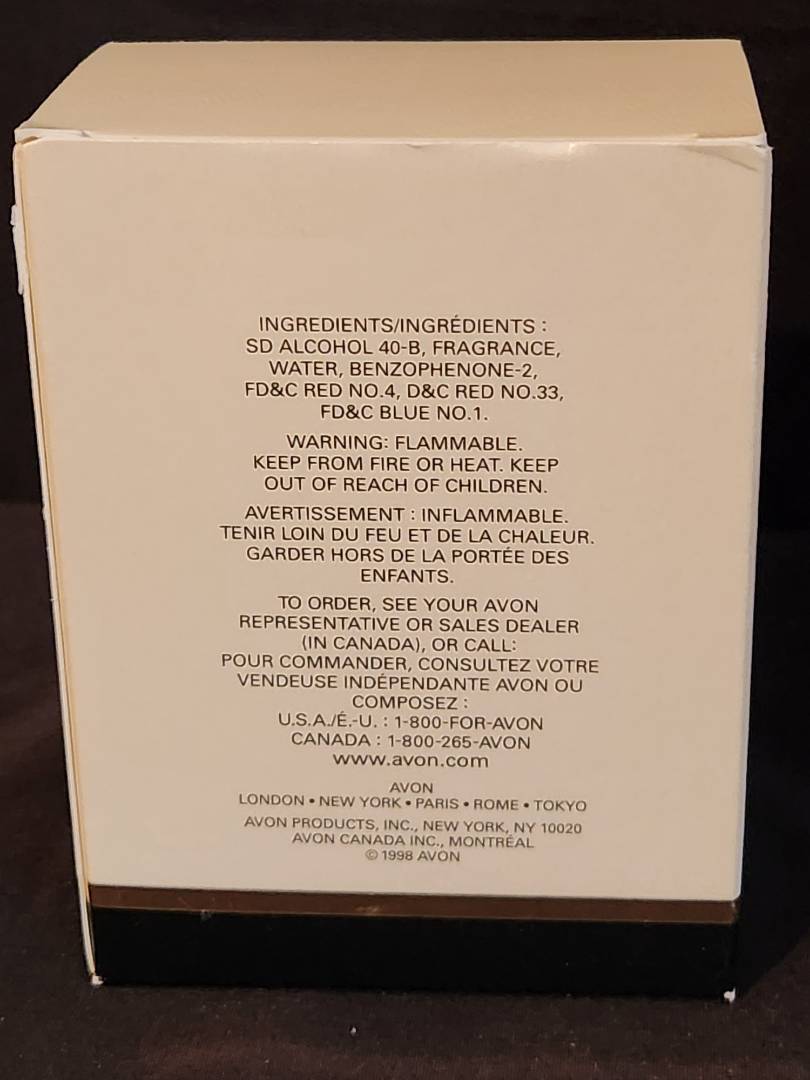 INGREDIENTS/INGRÉDIENTS :
SD ALCOHOL 40-B, FRAGRANCE,
WATER, BENZOPHENONE-2,
FD&C RED NO.4, D&C RED NO.33,
FD&C BLUE NO.1.
WARNING: FLAMMABLE.
KEEP FROM FIRE OR HEAT. KEEP
OUT OF REACH OF CHILDREN.
AVERTISSEMENT : INFLAMMABLE.
TENIR LOIN DU FEU ET DE LA CHALEUR.
GARDER HORS DE LA PORTÉE DES
ENFANTS.
TO ORDER, SEE YOUR AVON
REPRESENTATIVE OR SALES DEALER
(IN CANADA), OR CALL:
POUR COMMANDER, CONSULTEZ VOTRE
VENDEUSE INDÉPENDANTE AVON OU
COMPOSEZ :
U.S.A./É.-U. : 1-800-FOR-AVON
CANADA : 1-800-265-AVON
www.avon.com
AVON
LONDON • NEW YORK • PARIS • ROME • TOKYO
AVON PRODUCTS, INC., NEW YORK, NY 10020
AVON CANADA INC., MONTRÉAL
© 1998 AVON